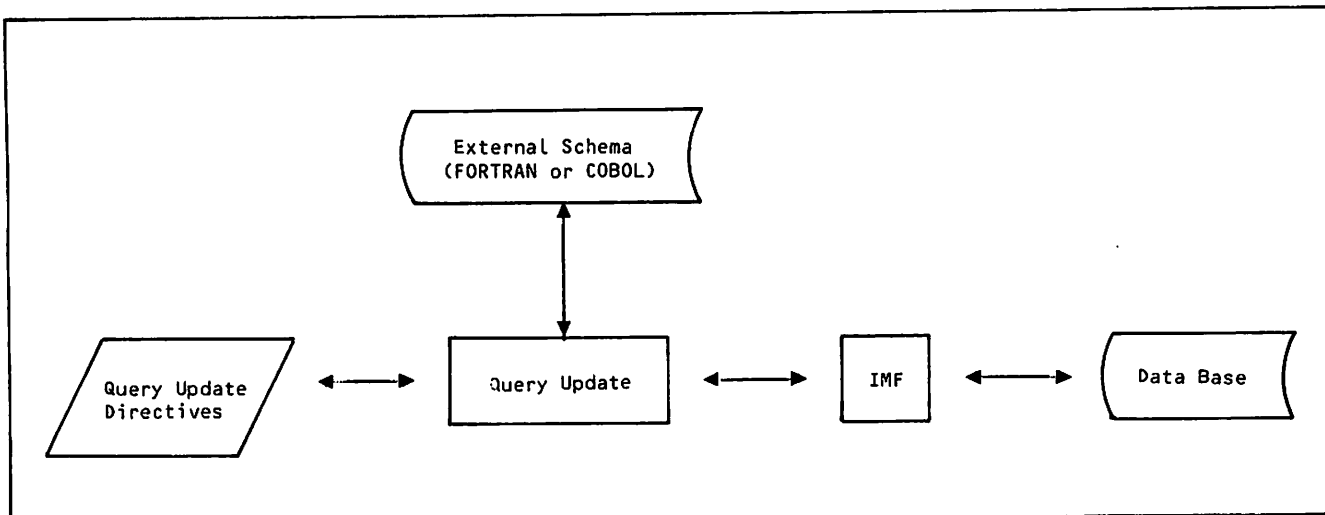 External Schema
(FORTRAN or COBOL)
Query Update
Directives
Query Update
IMF
Data Base